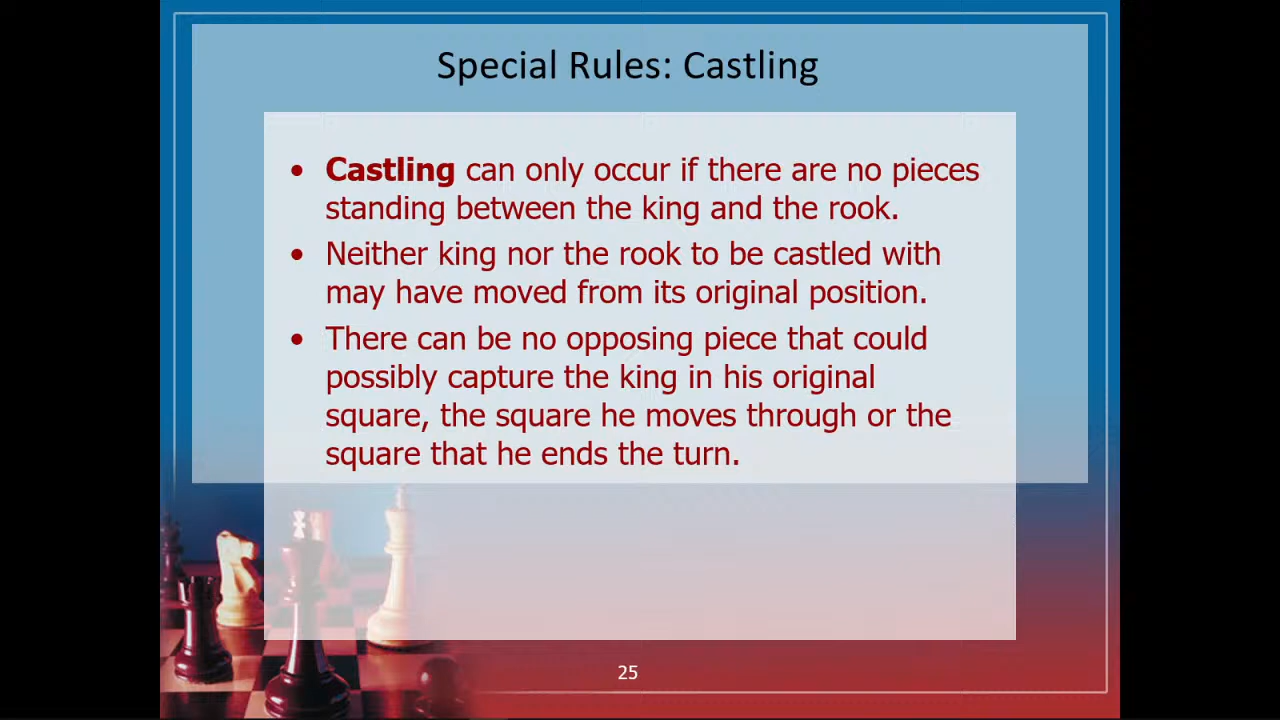 Special Rules: Castling
• Castling can only occur if there are no pieces
standing between the king and the rook.
• Neither king nor the rook to be castled with
may have moved from its original position.
• There can be no opposing piece that could
possibly capture the king in his original
square, the square he moves through or the
square that he ends the turn.
25